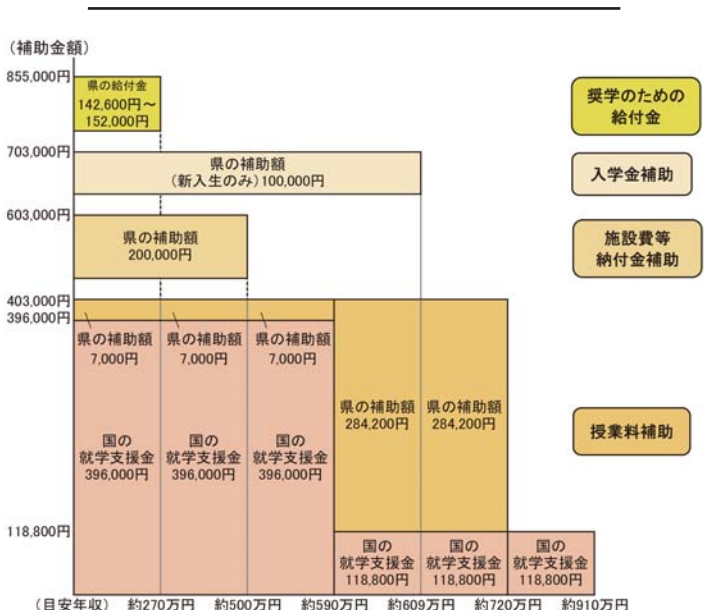 （補助金額）
855,000円
県の給付金
142,600円～
152,000円
奨学のための
給付金
703,000円
県の補助額
（新入生のみ）100,000円
入学金補助
603,000円
県の補助額
200,000円
施設費等
納付金補助
403,000円
396,000円
県の補助額
7,000円
県の補助額
7,000円
県の補助額
7,000円
県の補助額
284,200円
県の補助額
284,200円
授業料補助
国の
就学支援金
396,000円
国の
就学支援金
396,000円
国の
就学支援金
396,000円
118,800円
国の
就学支援金
118,800円
国の
就学支援金
118,800円
国の
就学支援金
118,800円
（目安年収） 約270万円 約500万円 約590万円 約609万円 約720万円 約910万円